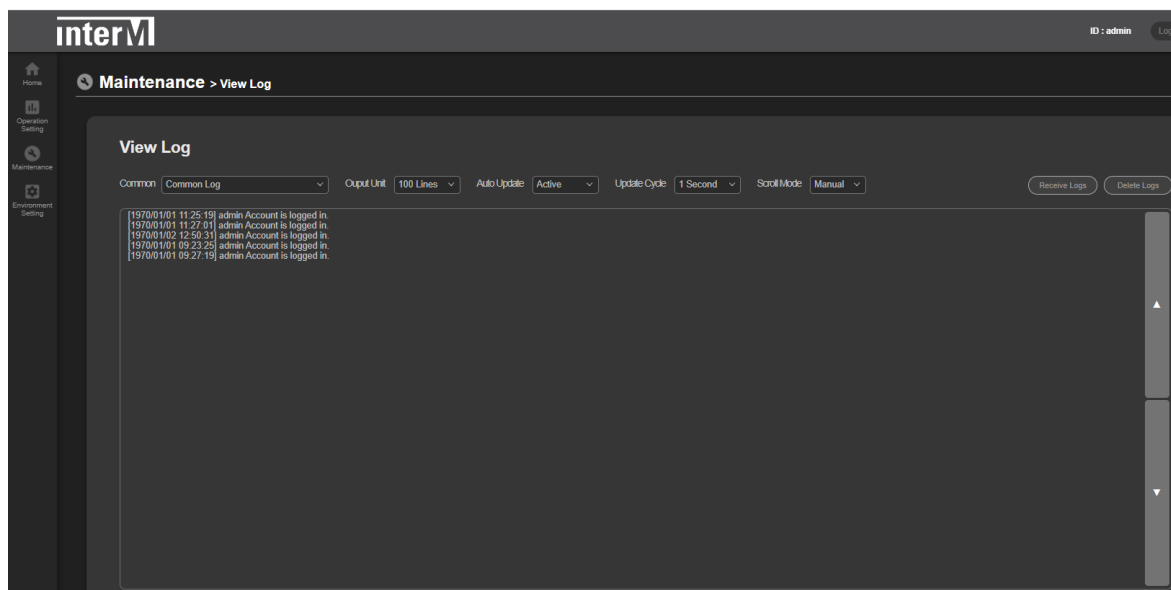 interM
ID : admin
Home
Maintenance > View Log
Operation
Setting
Maintenance
Environment
Setting
View Log
Common Common Log Ouput Unit 100 Lines Auto Update Active Update Cycle 1 Second Scroll Mode Manual Receive Logs Delete Logs
[1970/01/01 11:25:19] admin Account is logged in.
[1970/01/01 11:27:01] admin Account is logged in.
[1970/01/02 12:50:31] admin Account is logged in.
[1970/01/01 09:23:25] admin Account is logged in.
[1970/01/01 09:27:19] admin Account is logged in.